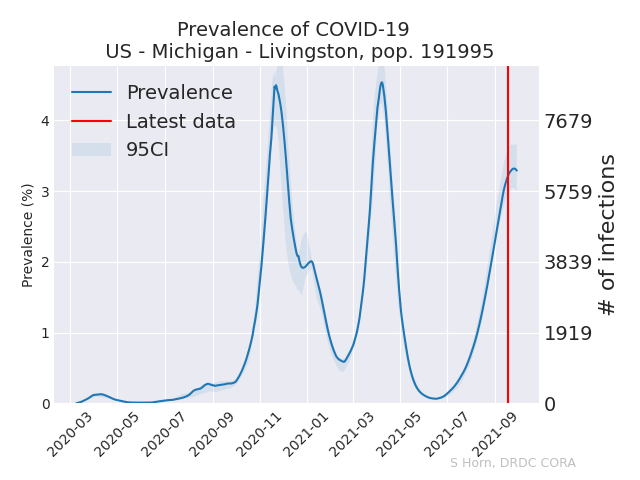 Prevalence of COVID-19
US - Michigan - Livingston, pop. 191995
Prevalence
Latest data
95CI
Prevalence (%)
4
3
2
1
0
7679
5759
3839
1919
0
# of infections
2020-03
2020-05
2020-07
2020-09
2020-11
2021-01
2021-03
2021-05
2021-07
2021-09
S Horn, DRDC CORA